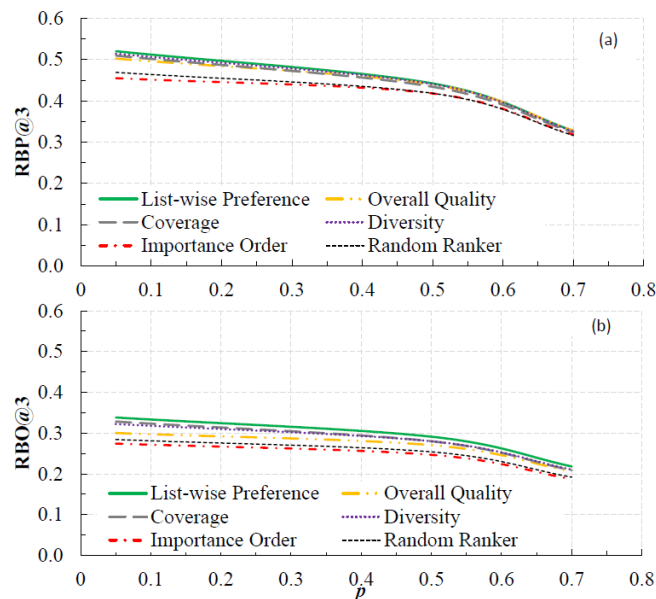 (a)
RBP@3
0.6
0.5
0.4
0.3
0.2
0.1
0.0
List-wise Preference Overall Quality
Coverage Diversity
Importance Order Random Ranker
0 0.1 0.2 0.3 0.4 0.5 0.6 0.7 0.8
(b)
RBO@3
0.6
0.5
0.4
0.3
0.2
0.1
0.0
List-wise Preference Overall Quality
Coverage Diversity
Importance Order Random Ranker
0 0.1 0.2 0.3 0.4 0.5 0.6 0.7 0.8
p